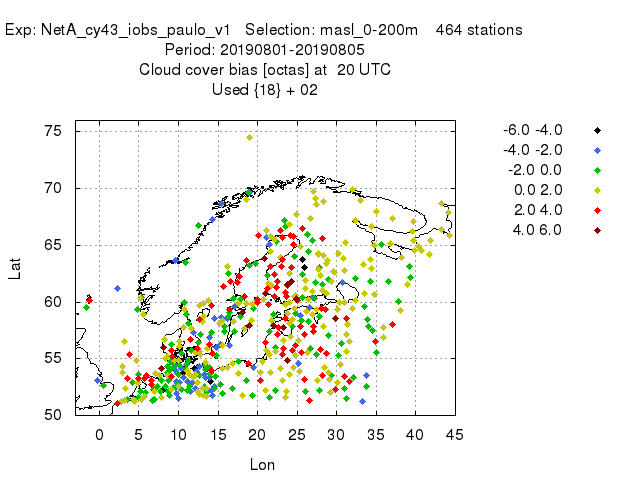 Exp: NetA_cy43_iobs_paulo_v1 Selection: masl_0-200m 464 stations
Period: 20190801-20190805
Cloud cover bias [octas] at 20 UTC
Used {18} + 02
75
70
65
60
55
50
Lat
0 5 10 15 20 25 30 35 40 45
Lon
-6.0 -4.0
-4.0 -2.0
-2.0 0.0
0.0 2.0
2.0 4.0
4.0 6.0